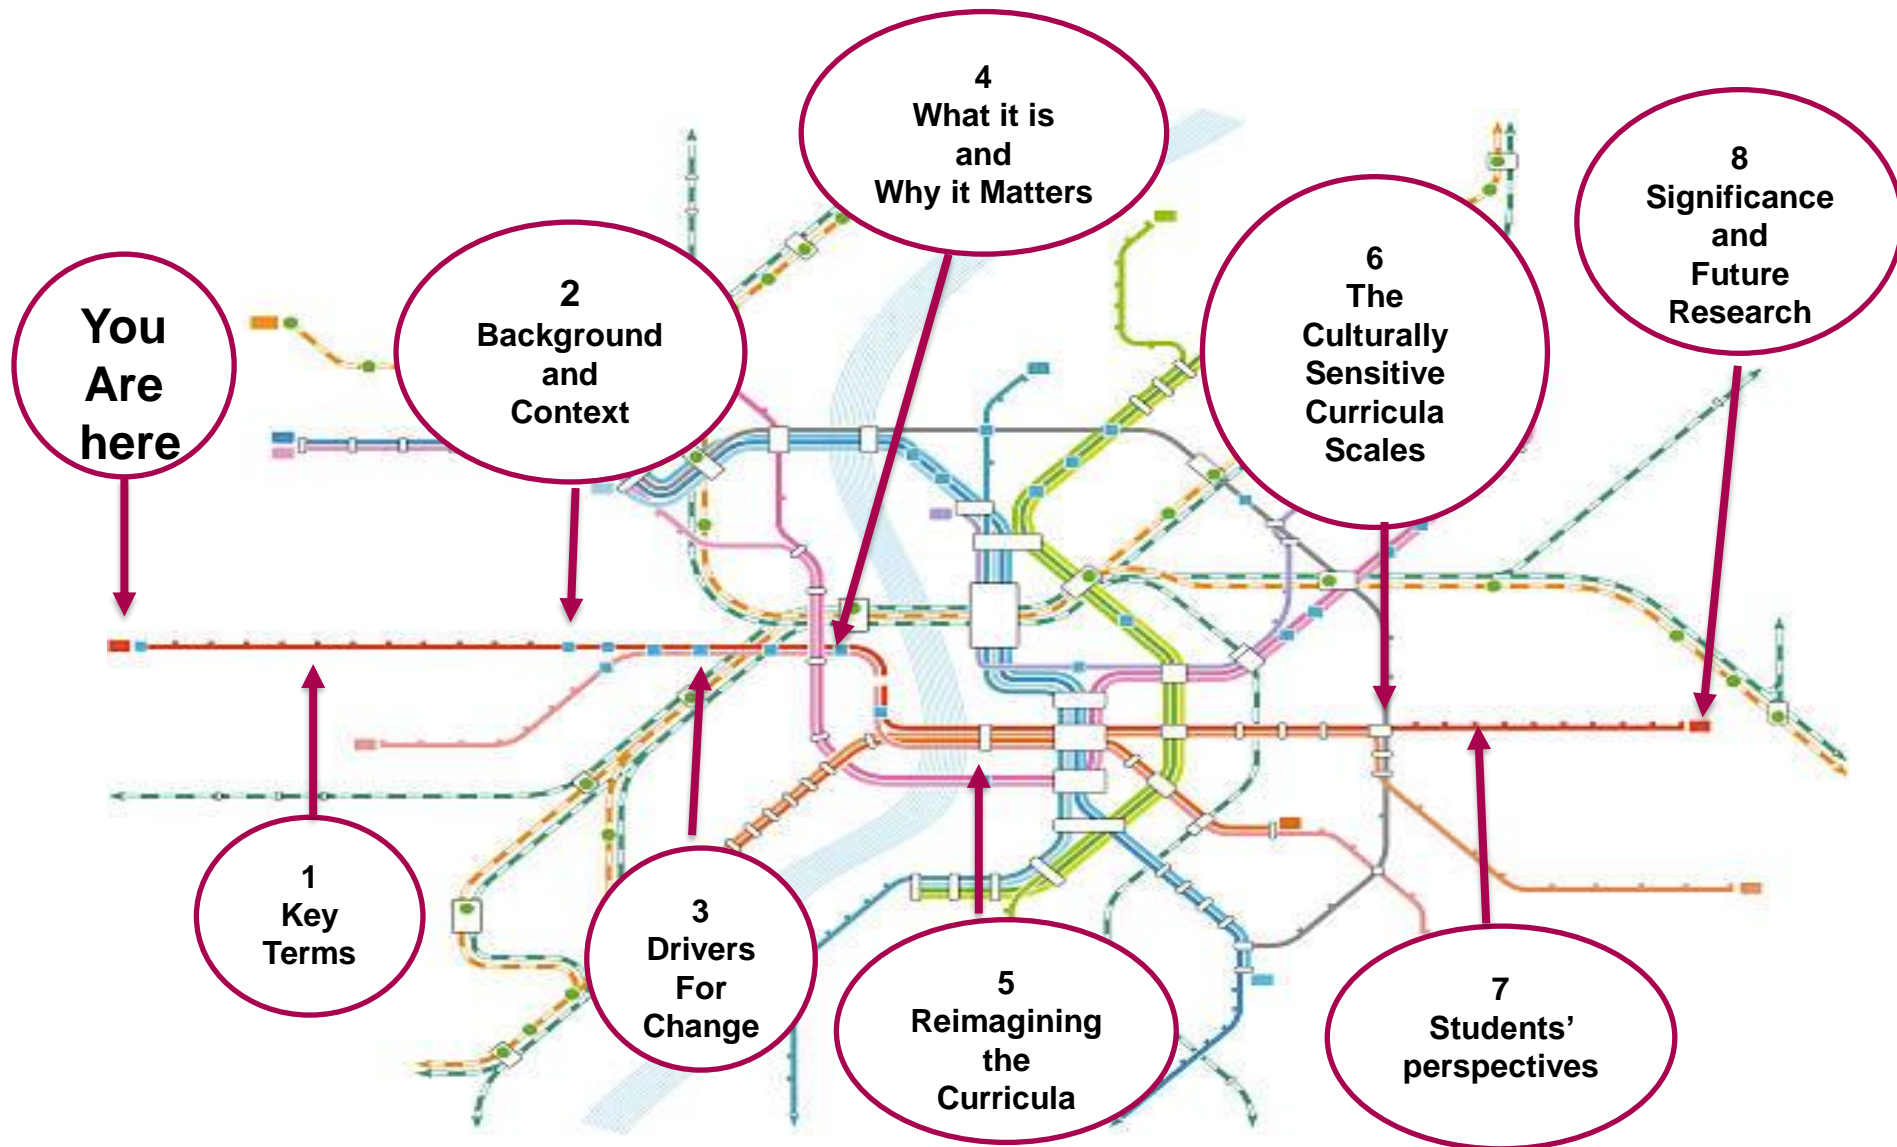 You
Are
here
1
Key
Terms
2
Background
and
Context
3
Drivers
For
Change
4
What it is
and
Why it Matters
5
Reimagining
the
Curricula
6
The
Culturally
Sensitive
Curricula
Scales
7
Students’
perspectives
8
Significance
and
Future
Research